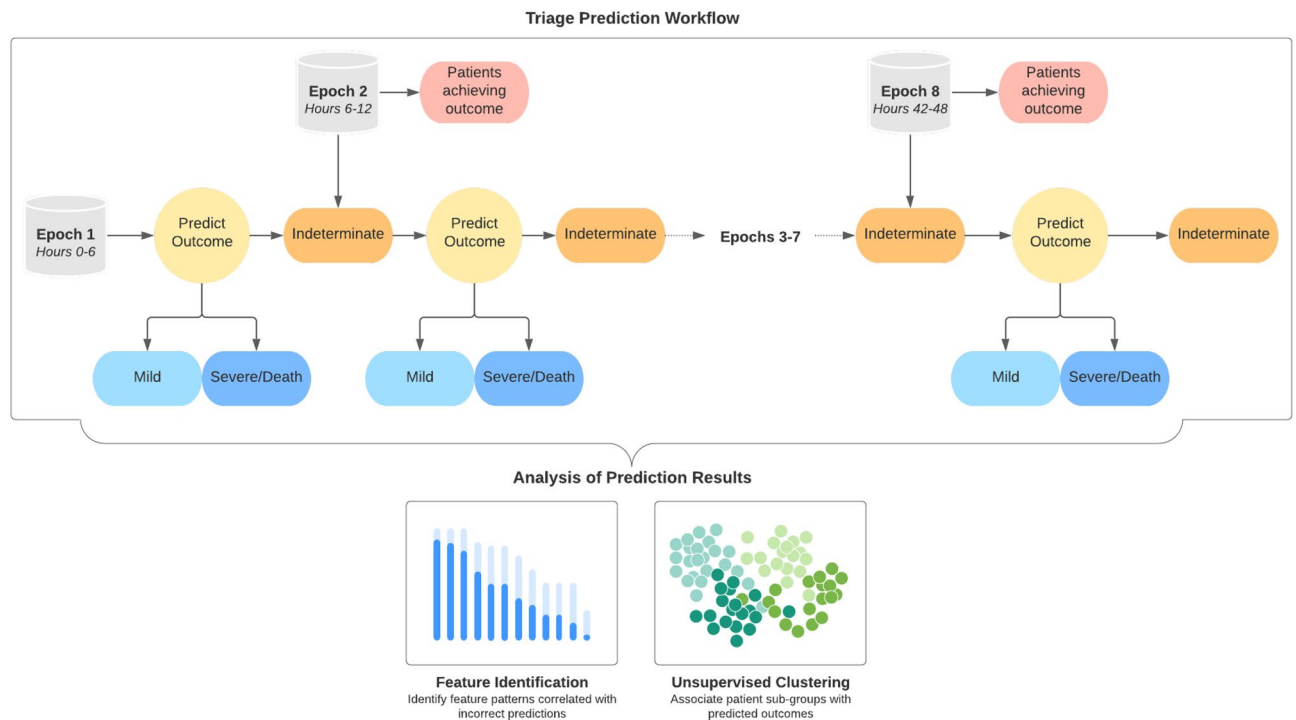 Triage Prediction Workflow
Epoch 2
Hours 6-12
Patients
achieving
outcome
Epoch 8
Hours 42-48
Patients
achieving
outcome
Epoch 1
Hours 0-6
Predict
Outcome
Indeterminate
Predict
Outcome
Indeterminate
Epochs 3-7
Indeterminate
Predict
Outcome
Indeterminate
Mild
Severe/Death
Mild
Severe/Death
Mild
Severe/Death
Analysis of Prediction Results
Feature Identification
Identify feature patterns correlated with
incorrect predictions
Unsupervised Clustering
Associate patient sub-groups with
predicted outcomes